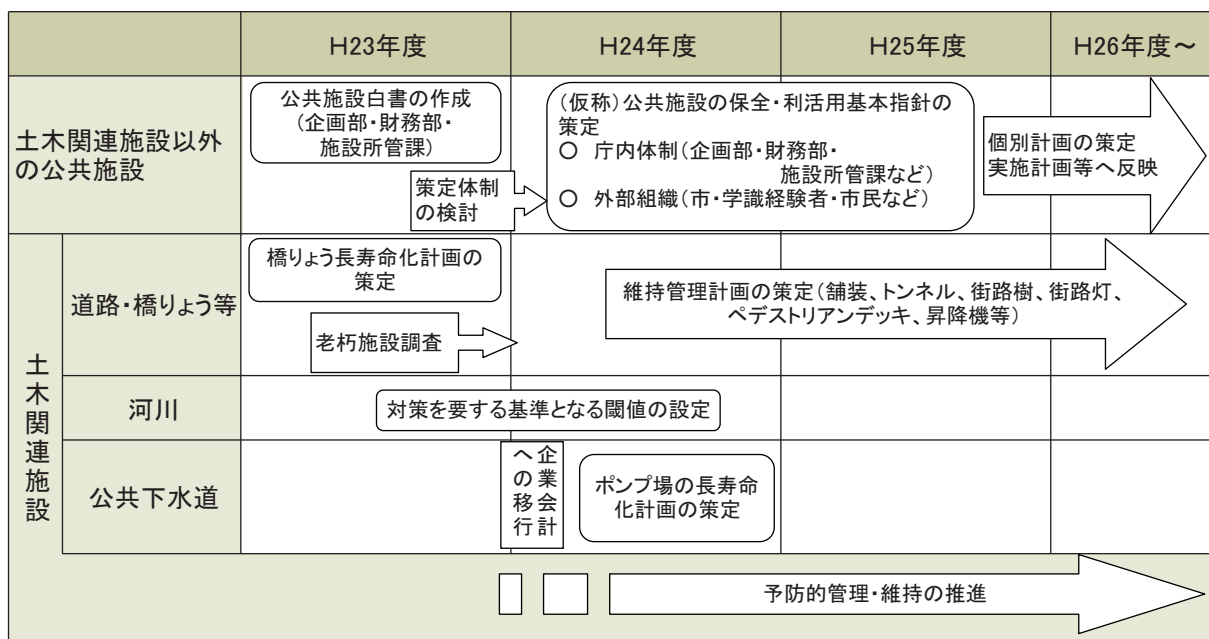 H23年度
H24年度
H25年度
H26年度～
土木関連施設以外
の公共施設
公共施設白書の作成
(企画部・財務部・
施設所管課)
策定体制
の検討
(仮称)公共施設の保全・利活用基本指針の
策定
○ 庁内体制(企画部・財務部・
施設所管課など)
○ 外部組織(市・学識経験者・市民など)
個別計画の策定
実施計画等へ反映
土木関連施設
道路・橋りょう等
橋りょう長寿命化計画の
策定
老朽施設調査
維持管理計画の策定(舗装、トンネル、街路樹、街路灯、
ペデストリアンデッキ、昇降機等)
河川
対策を要する基準となる閾値の設定
公共下水道
企業会計
への移行
ポンプ場の長寿命
化計画の策定
予防的管理・維持の推進